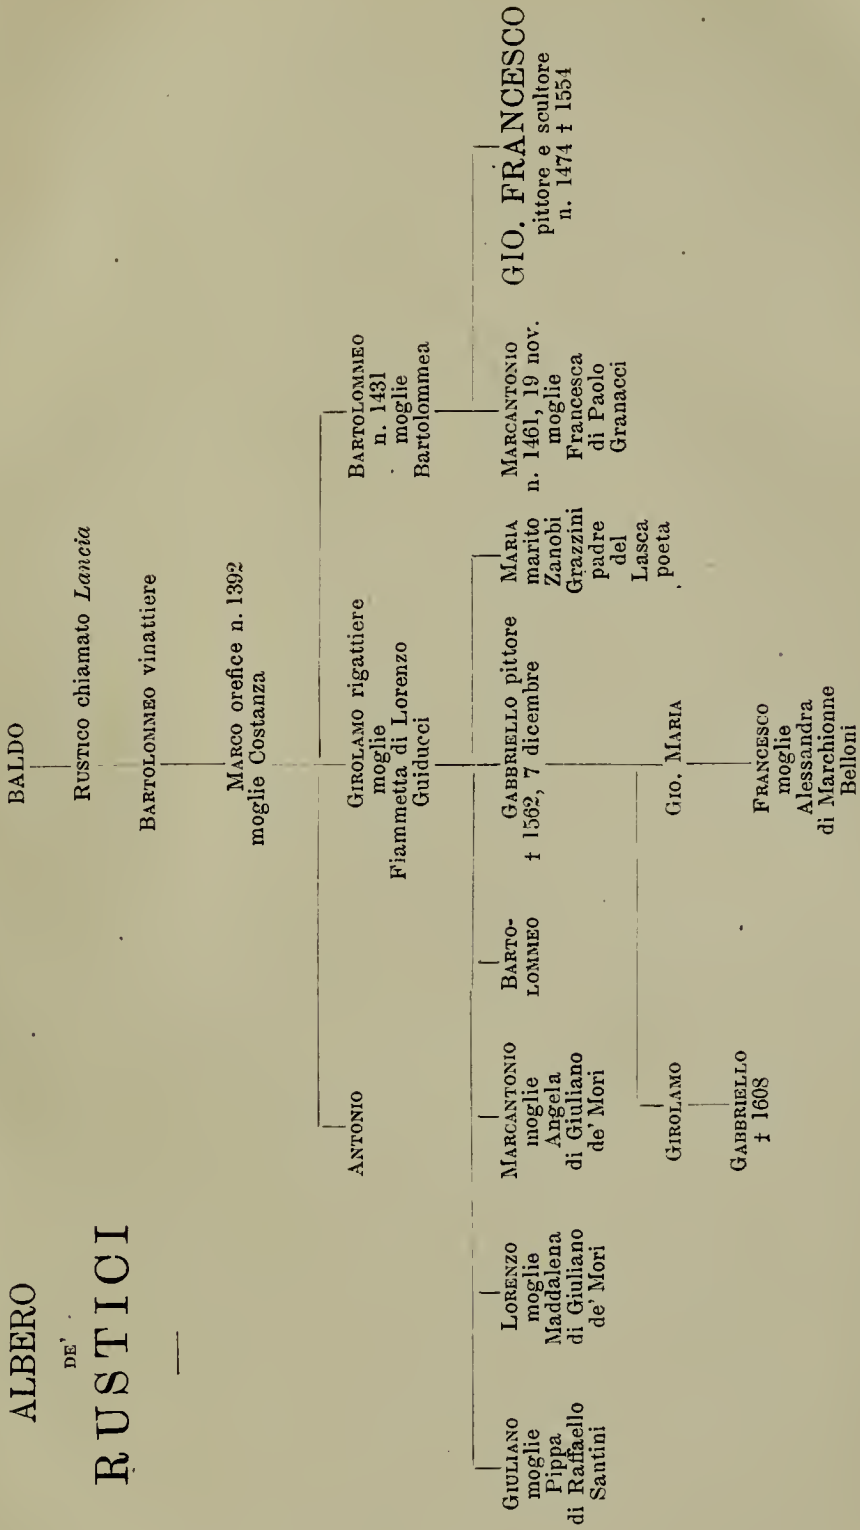 ALBERO
DE'
RUSTICI
BALDO
RUSTICO chiamato Lancia
BARTOLOMMEO vinattiere
MARCO orefice n. 1392
moglie Costanza
ANTONIO
GIROLAMO rigattiere
moglie
Fiammetta di Lorenzo
Guiducci
BARTOLOMMEO
n. 1431
moglie
Bartolommea
GIULIANO
moglie
Pippa
di Raffaello
Santini
LORENZO
moglie
Maddalena
di Giuliano
de' Mori
MARCANTONIO
moglie
Angela
di Giuliano
de' Mori
BARTO-
LOMMEO
GABBRIELLO pittore
† 1562, 7 dicembre
MARIA
marito
Zanobi
Grazzini
padre
del
Lasca
poeta
MARCANTONIO
n. 1461, 19 nov.
moglie
Francesca
di Paolo
Granacci
GIO. FRANCESCO
pittore e scultore
n. 1474 † 1554
GIROLAMO
GIO. MARIA
GABBRIELLO
† 1608
FRANCESCO
moglie
Alessandra
di Marchionne
Belloni